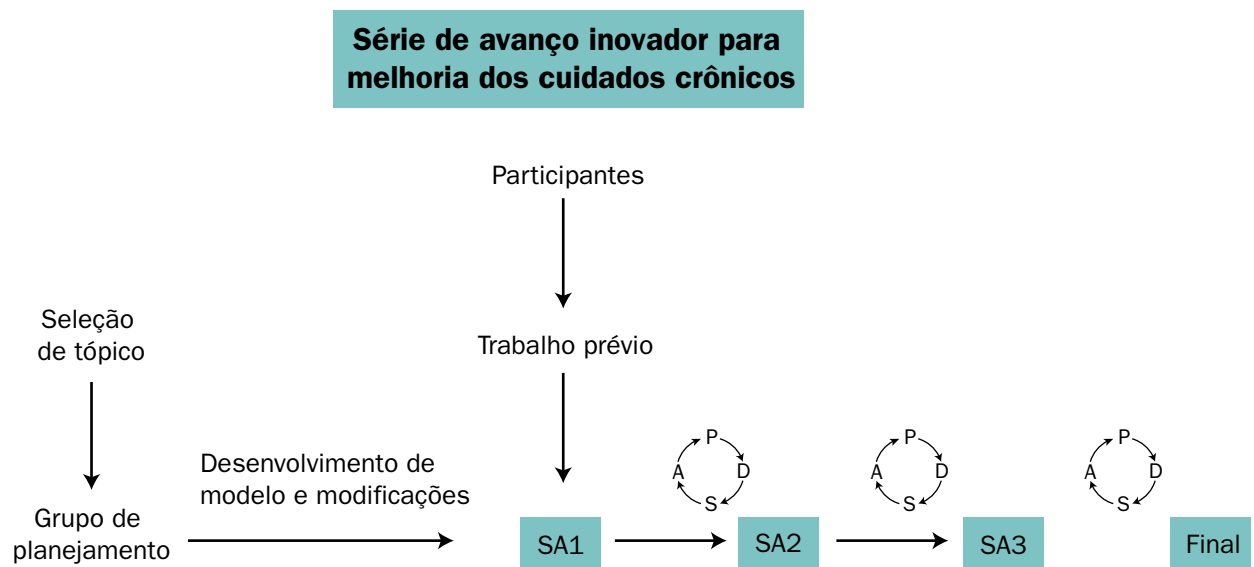 Série de avanço inovador para
melhoria dos cuidados crônicos
Participantes
Seleção
de tópico
Trabalho prévio
Desenvolvimento de
modelo e modificações
Grupo de
planejamento
P
A D
S
P
A D
S
P
A D
S
SA1
SA2
SA3
Final